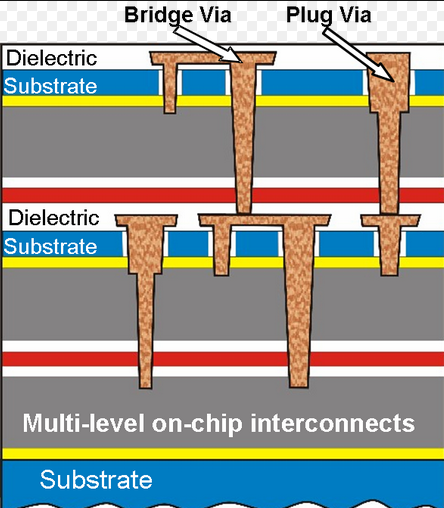 Bridge Via
Plug Via
Dielectric
Substrate
Dielectric
Substrate
Multi-level on-chip interconnects
Substrate